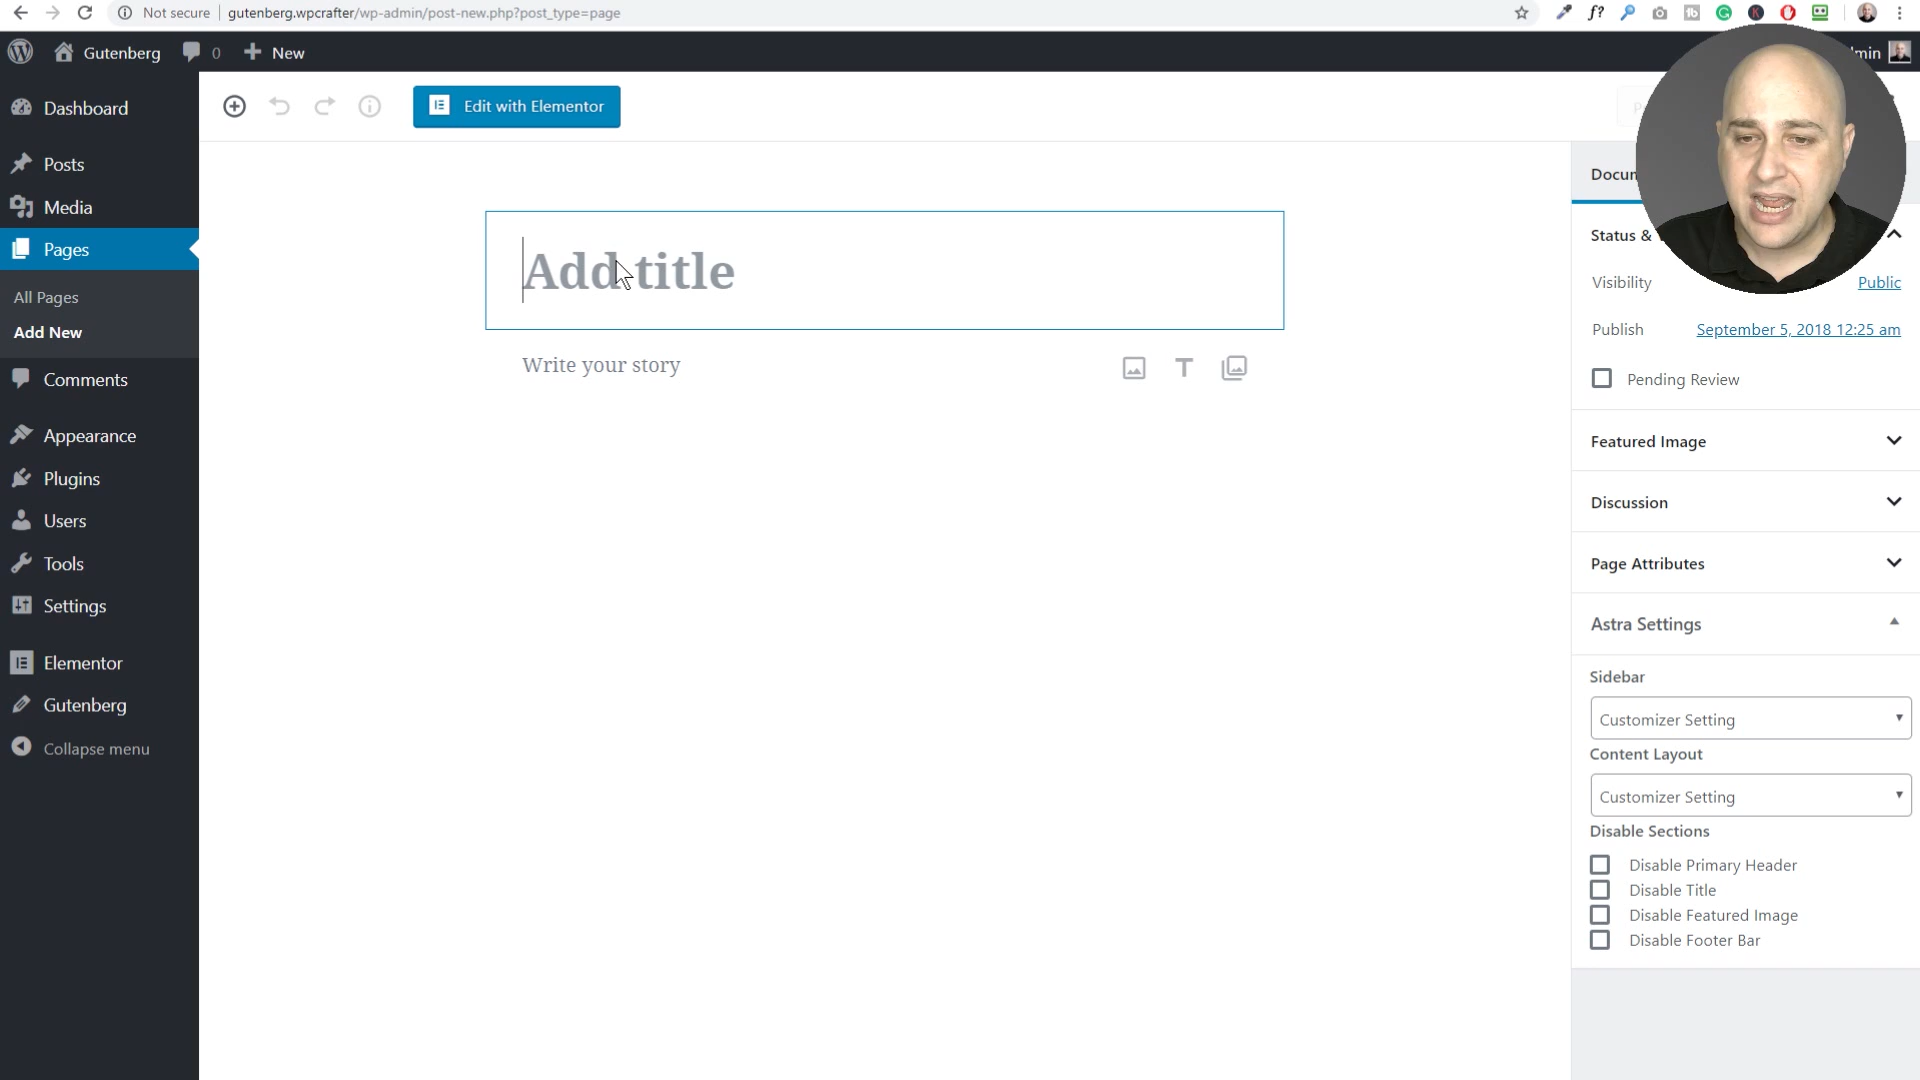 Not secure
gutenberg.wpcrafter/wp-admin/post-new.php?post_type=page
f?
Gutenberg
0
New
min
Dashboard
Posts
Media
Pages
All Pages
Add New
Comments
Appearance
Plugins
Users
Tools
Settings
Elementor
Gutenberg
Collapse menu
Edit with Elementor
Add title
Write your story
Docum
Status &
Visibility
Public
Publish
September 5, 2018 12:25 am
Pending Review
Featured Image
Discussion
Page Attributes
Astra Settings
Sidebar
Customizer Setting
Content Layout
Customizer Setting
Disable Sections
Disable Primary Header
Disable Title
Disable Featured Image
Disable Footer Bar